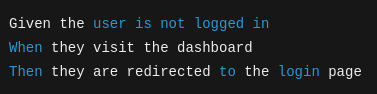 Given the user is not logged in
When they visit the dashboard
Then they are redirected to the login page